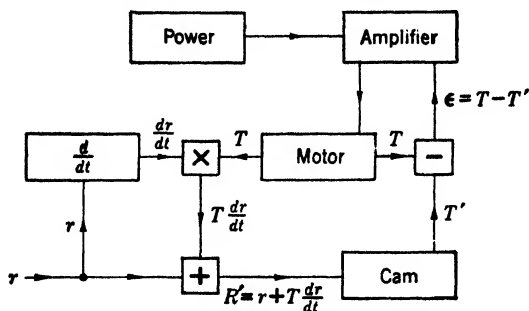 Power
Amplifier
ϵ = T − T′
dr/dt
T
T
d/dt
×
Motor
−
T dr/dt
T′
r
r
+
Cam
R′ = r + T dr/dt